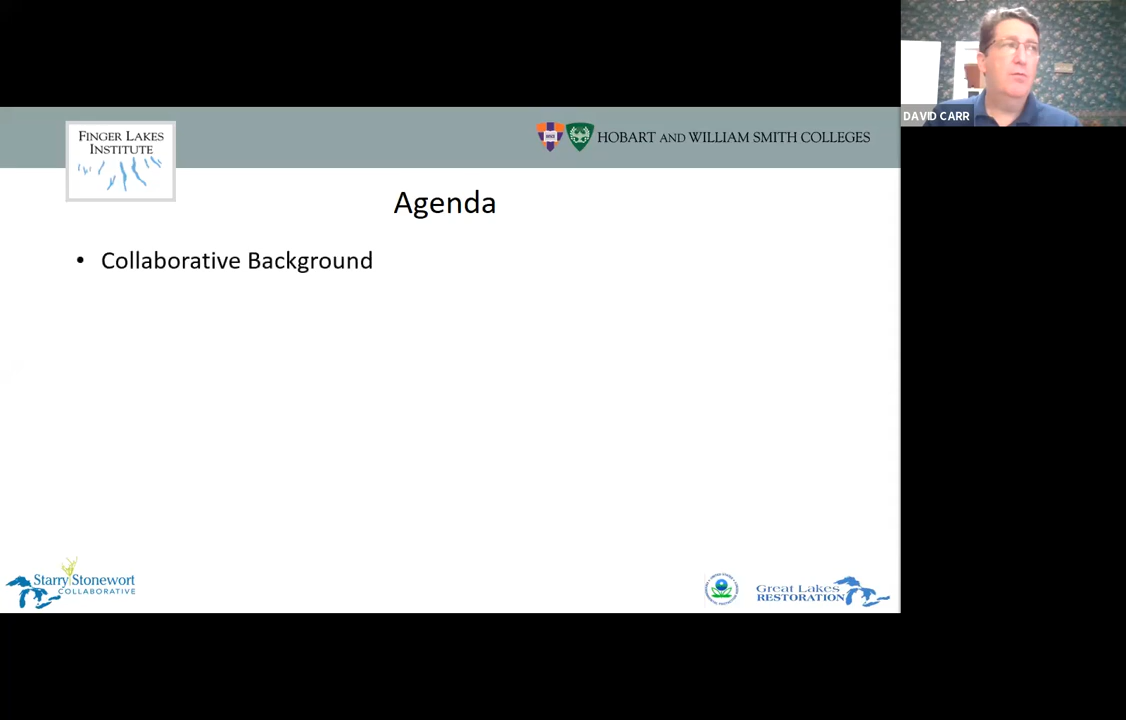 DAVID CARR
FINGER LAKES
INSTITUTE
HOBART AND WILLIAM SMITH COLLEGES
Agenda
• Collaborative Background
Starry Stonewort
COLLABORATIVE
Great Lakes
RESTORATION